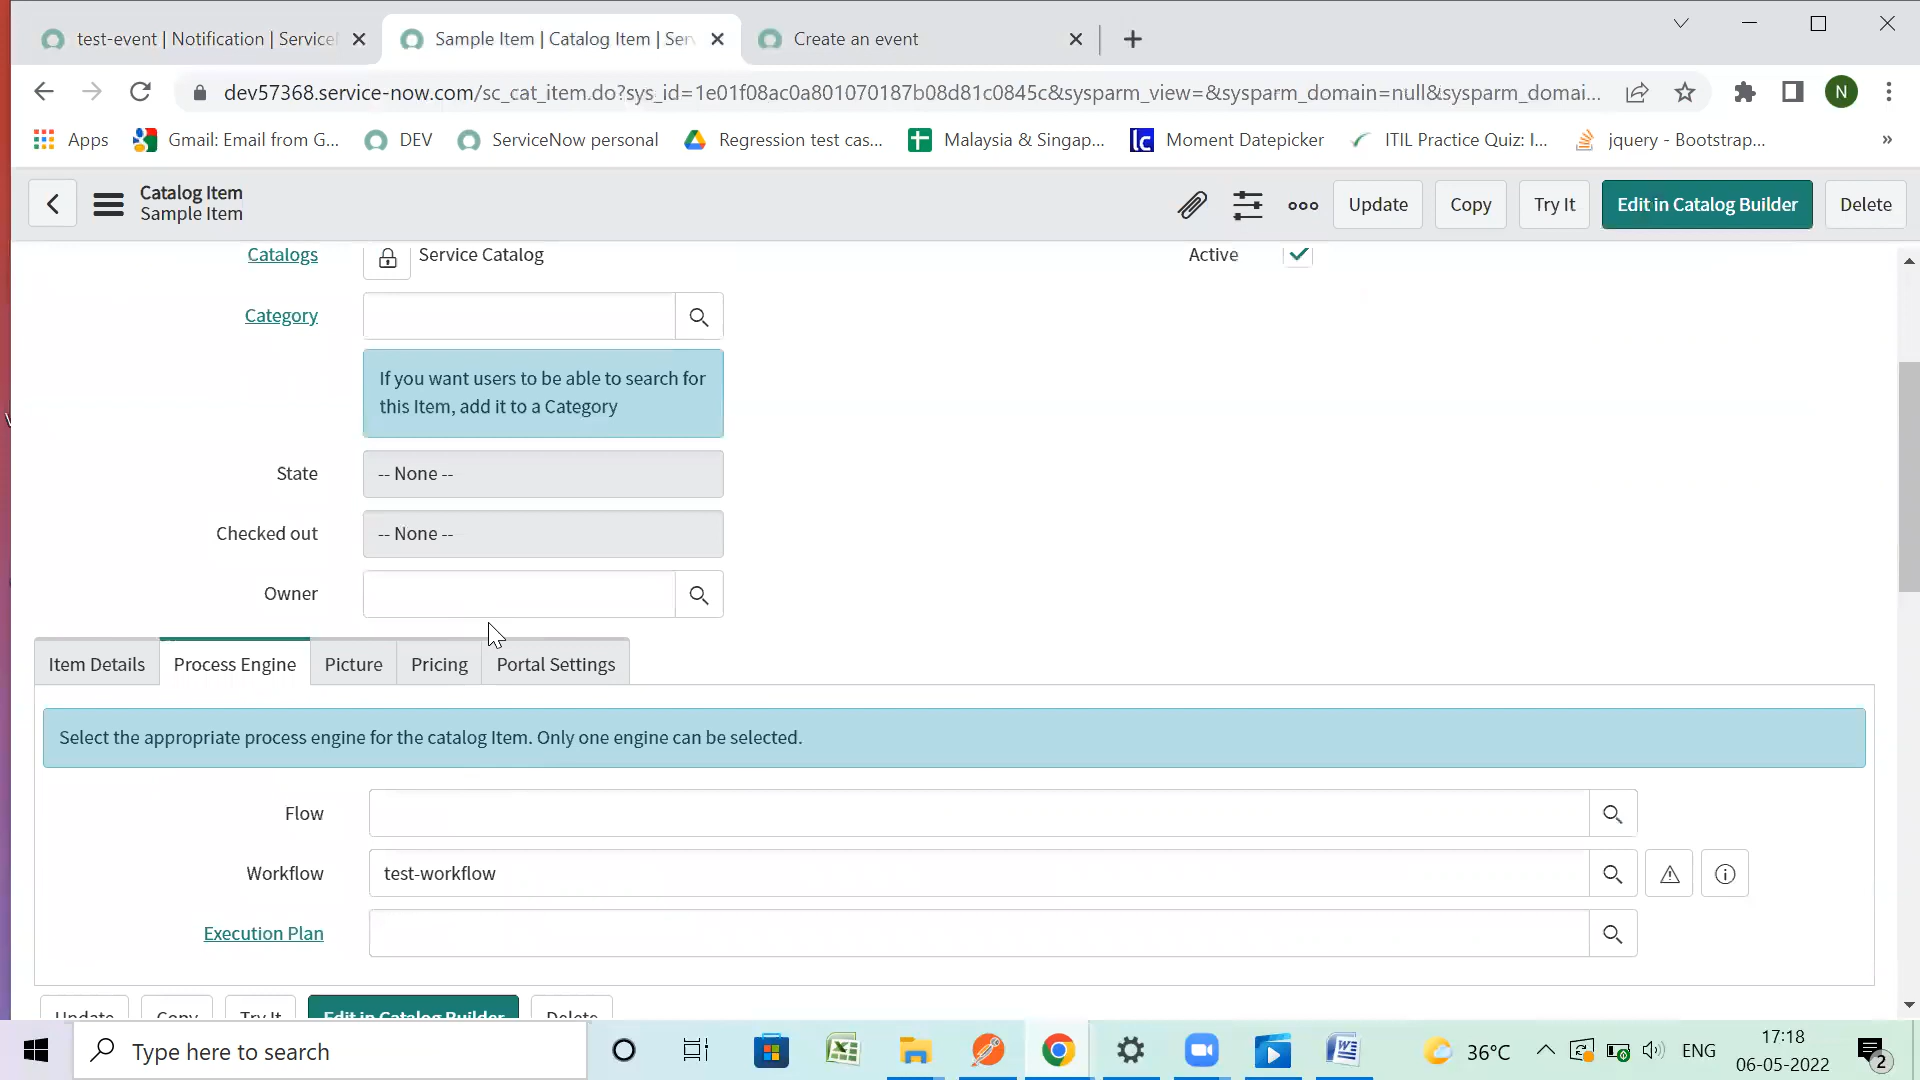 test-event | Notification | Service
Sample Item | Catalog Item | Ser
Create an event
dev57368.service-now.com/sc_cat_item.do?sys_id=1e01f08ac0a801070187b08d81c0845c&sysparm_view=&sysparm_domain=null&sysparm_domai...
Apps
Gmail: Email from G...
DEV
ServiceNow personal
Regression test cas...
Malaysia & Singap...
lc
Moment Datepicker
ITIL Practice Quiz: I...
jquery - Bootstrap...
»
N
Catalog Item
Sample Item
Update
Copy
Try It
Edit in Catalog Builder
Delete
Catalogs
Service Catalog
Active
Category
If you want users to be able to search for
this Item, add it to a Category
State
-- None --
Checked out
-- None --
Owner
Item Details
Process Engine
Picture
Pricing
Portal Settings
Select the appropriate process engine for the catalog Item. Only one engine can be selected.
Flow
Workflow
test-workflow
Execution Plan
Update
Copy
Try It
Edit in Catalog Builder
Delete
Type here to search
36°C
ENG
17:18
06-05-2022
2